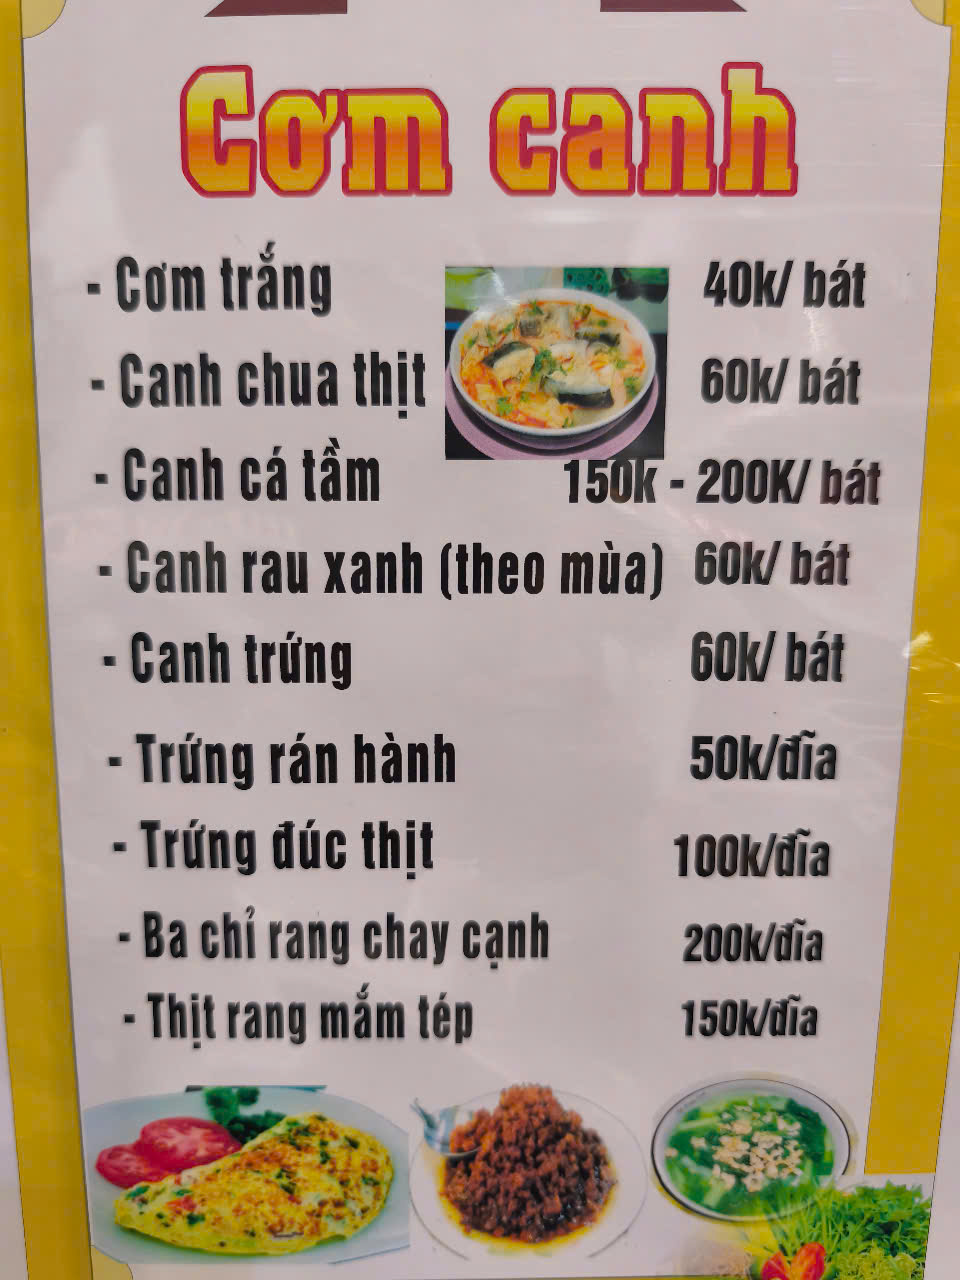 Cơm canh
- Cơm trắng 40k/ bát
- Canh chua thịt 60k/ bát
- Canh cá tầm 150k - 200K/ bát
- Canh rau xanh (theo mùa) 60k/ bát
- Canh trứng 60k/ bát
- Trứng rán hành 50k/đĩa
- Trứng đúc thịt 100k/đĩa
- Ba chỉ rang chay cạnh 200k/đĩa
- Thịt rang mắm tép 150k/đĩa